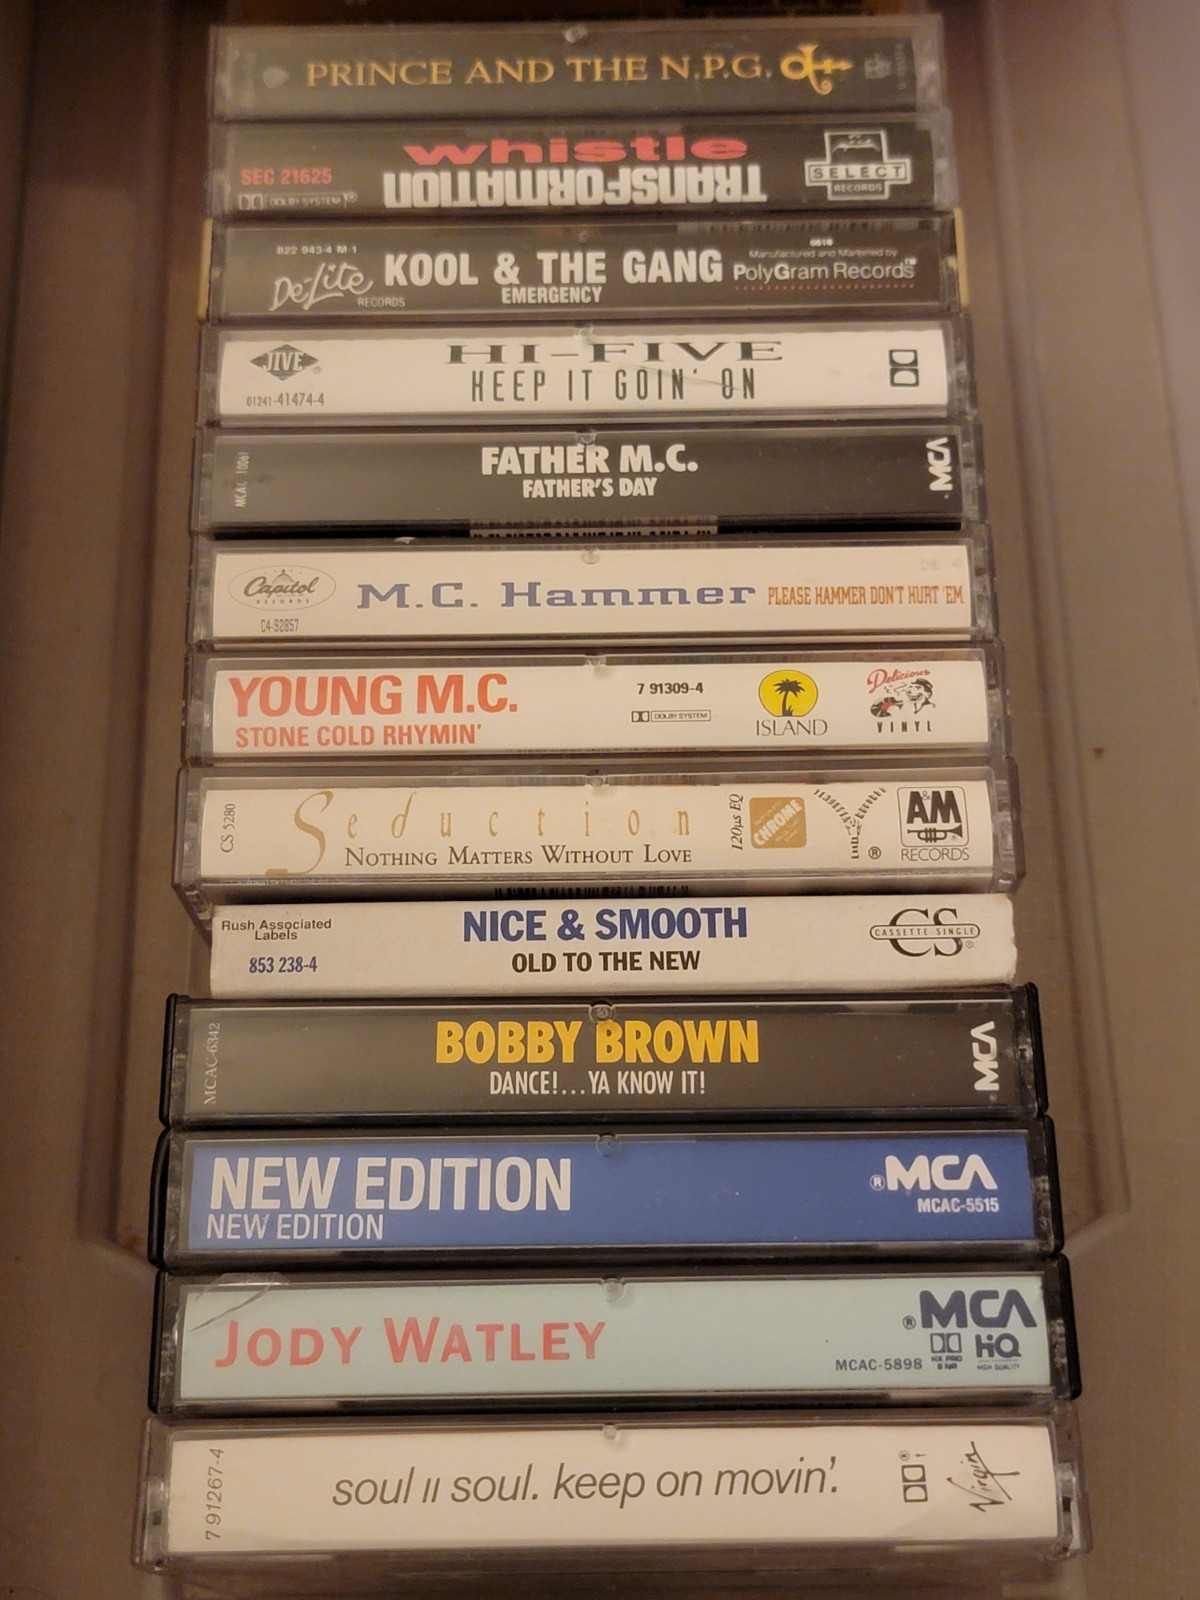 PRINCE AND THE N.P.G.
whistle
SEC 21625
TRANSFORMATION
DOLBY SYSTEM ®
SELECT
RECORDS
822 943-4 M-1
De-Lite
RECORDS
KOOL & THE GANG
EMERGENCY
Manufactured and Marketed by
PolyGram Records
JIVE
®
01241-41474-4
HI-FIVE
KEEP IT GOIN' ON
MCAC 10061
FATHER M.C.
FATHER'S DAY
MCA
Capitol
RECORDS
C4-92857
M.C. Hammer
PLEASE HAMMER DON'T HURT 'EM
YOUNG M.C.
STONE COLD RHYMIN'
7 91309-4
DOLBY SYSTEM
ISLAND
Delicious
VINYL
CS 5280
Seduction
NOTHING MATTERS WITHOUT LOVE
120µs EQ
CHROME
®
A&M
RECORDS
Rush Associated
Labels
853 238-4
NICE & SMOOTH
OLD TO THE NEW
CS
CASSETTE SINGLE
®
MCAC-6342
BOBBY BROWN
DANCE!...YA KNOW IT!
MCA
NEW EDITION
NEW EDITION
®MCA
MCAC-5515
JODY WATLEY
®MCA
MCAC-5898
HX PRO
B NR
HiQ
HIGH QUALITY
7 91267-4
soul II soul. keep on movin'.
Virgin